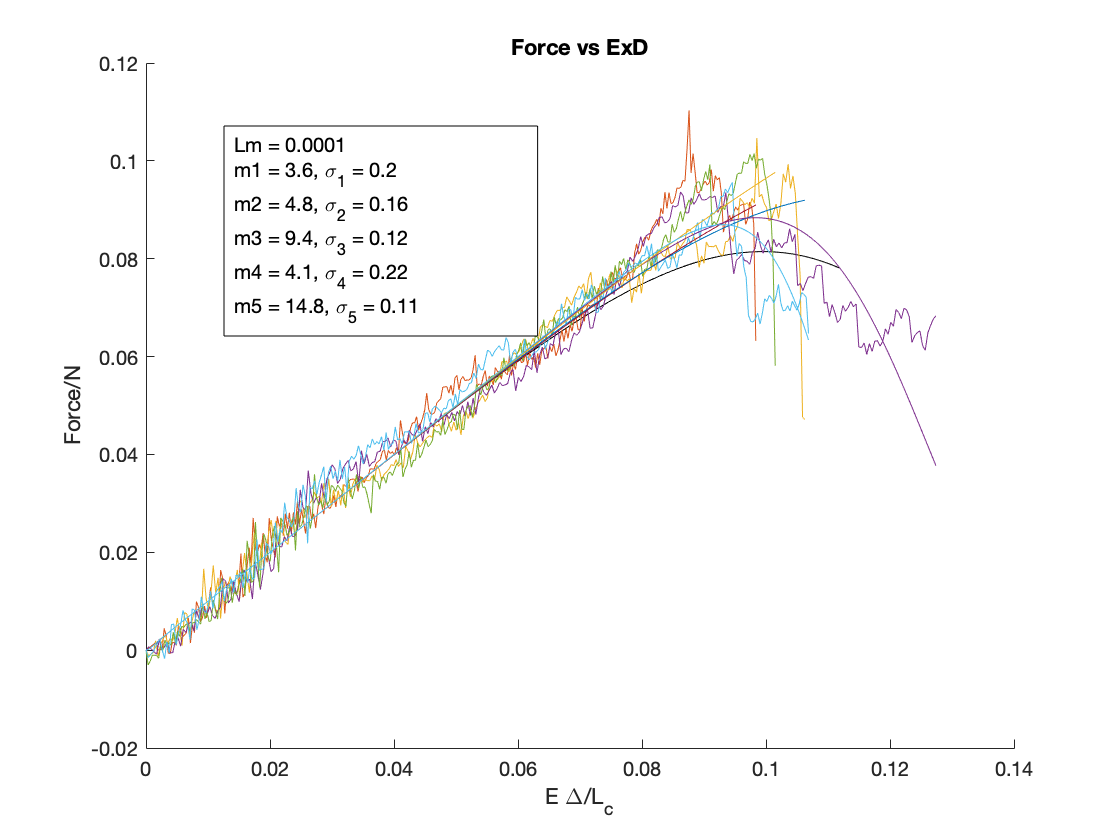 Force vs ExD
0.12
0.1
0.08
0.06
0.04
0.02
0
-0.02
Force/N
Lm = 0.0001
m1 = 3.6, σ1 = 0.2
m2 = 4.8, σ2 = 0.16
m3 = 9.4, σ3 = 0.12
m4 = 4.1, σ4 = 0.22
m5 = 14.8, σ5 = 0.11
0 0.02 0.04 0.06 0.08 0.1 0.12 0.14
E Δ/Lc